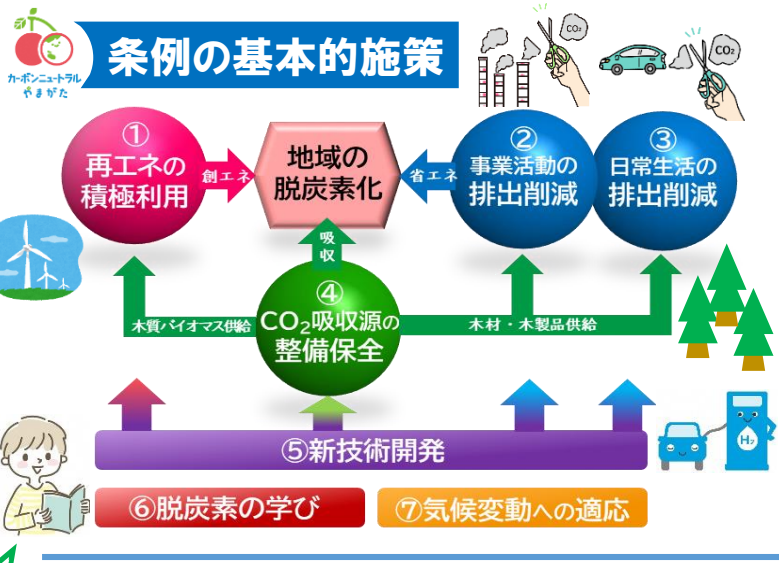 カーボンニュートラル
やまがた
条例の基本的施策
CO₂
CO₂
①
再エネの
積極利用
創エネ
地域の
脱炭素化
省エネ
②
事業活動の
排出削減
③
日常生活の
排出削減
吸収
④
CO₂吸収源の
整備保全
木質バイオマス供給
木材・木製品供給
⑤新技術開発
H₂
⑥脱炭素の学び
⑦気候変動への適応